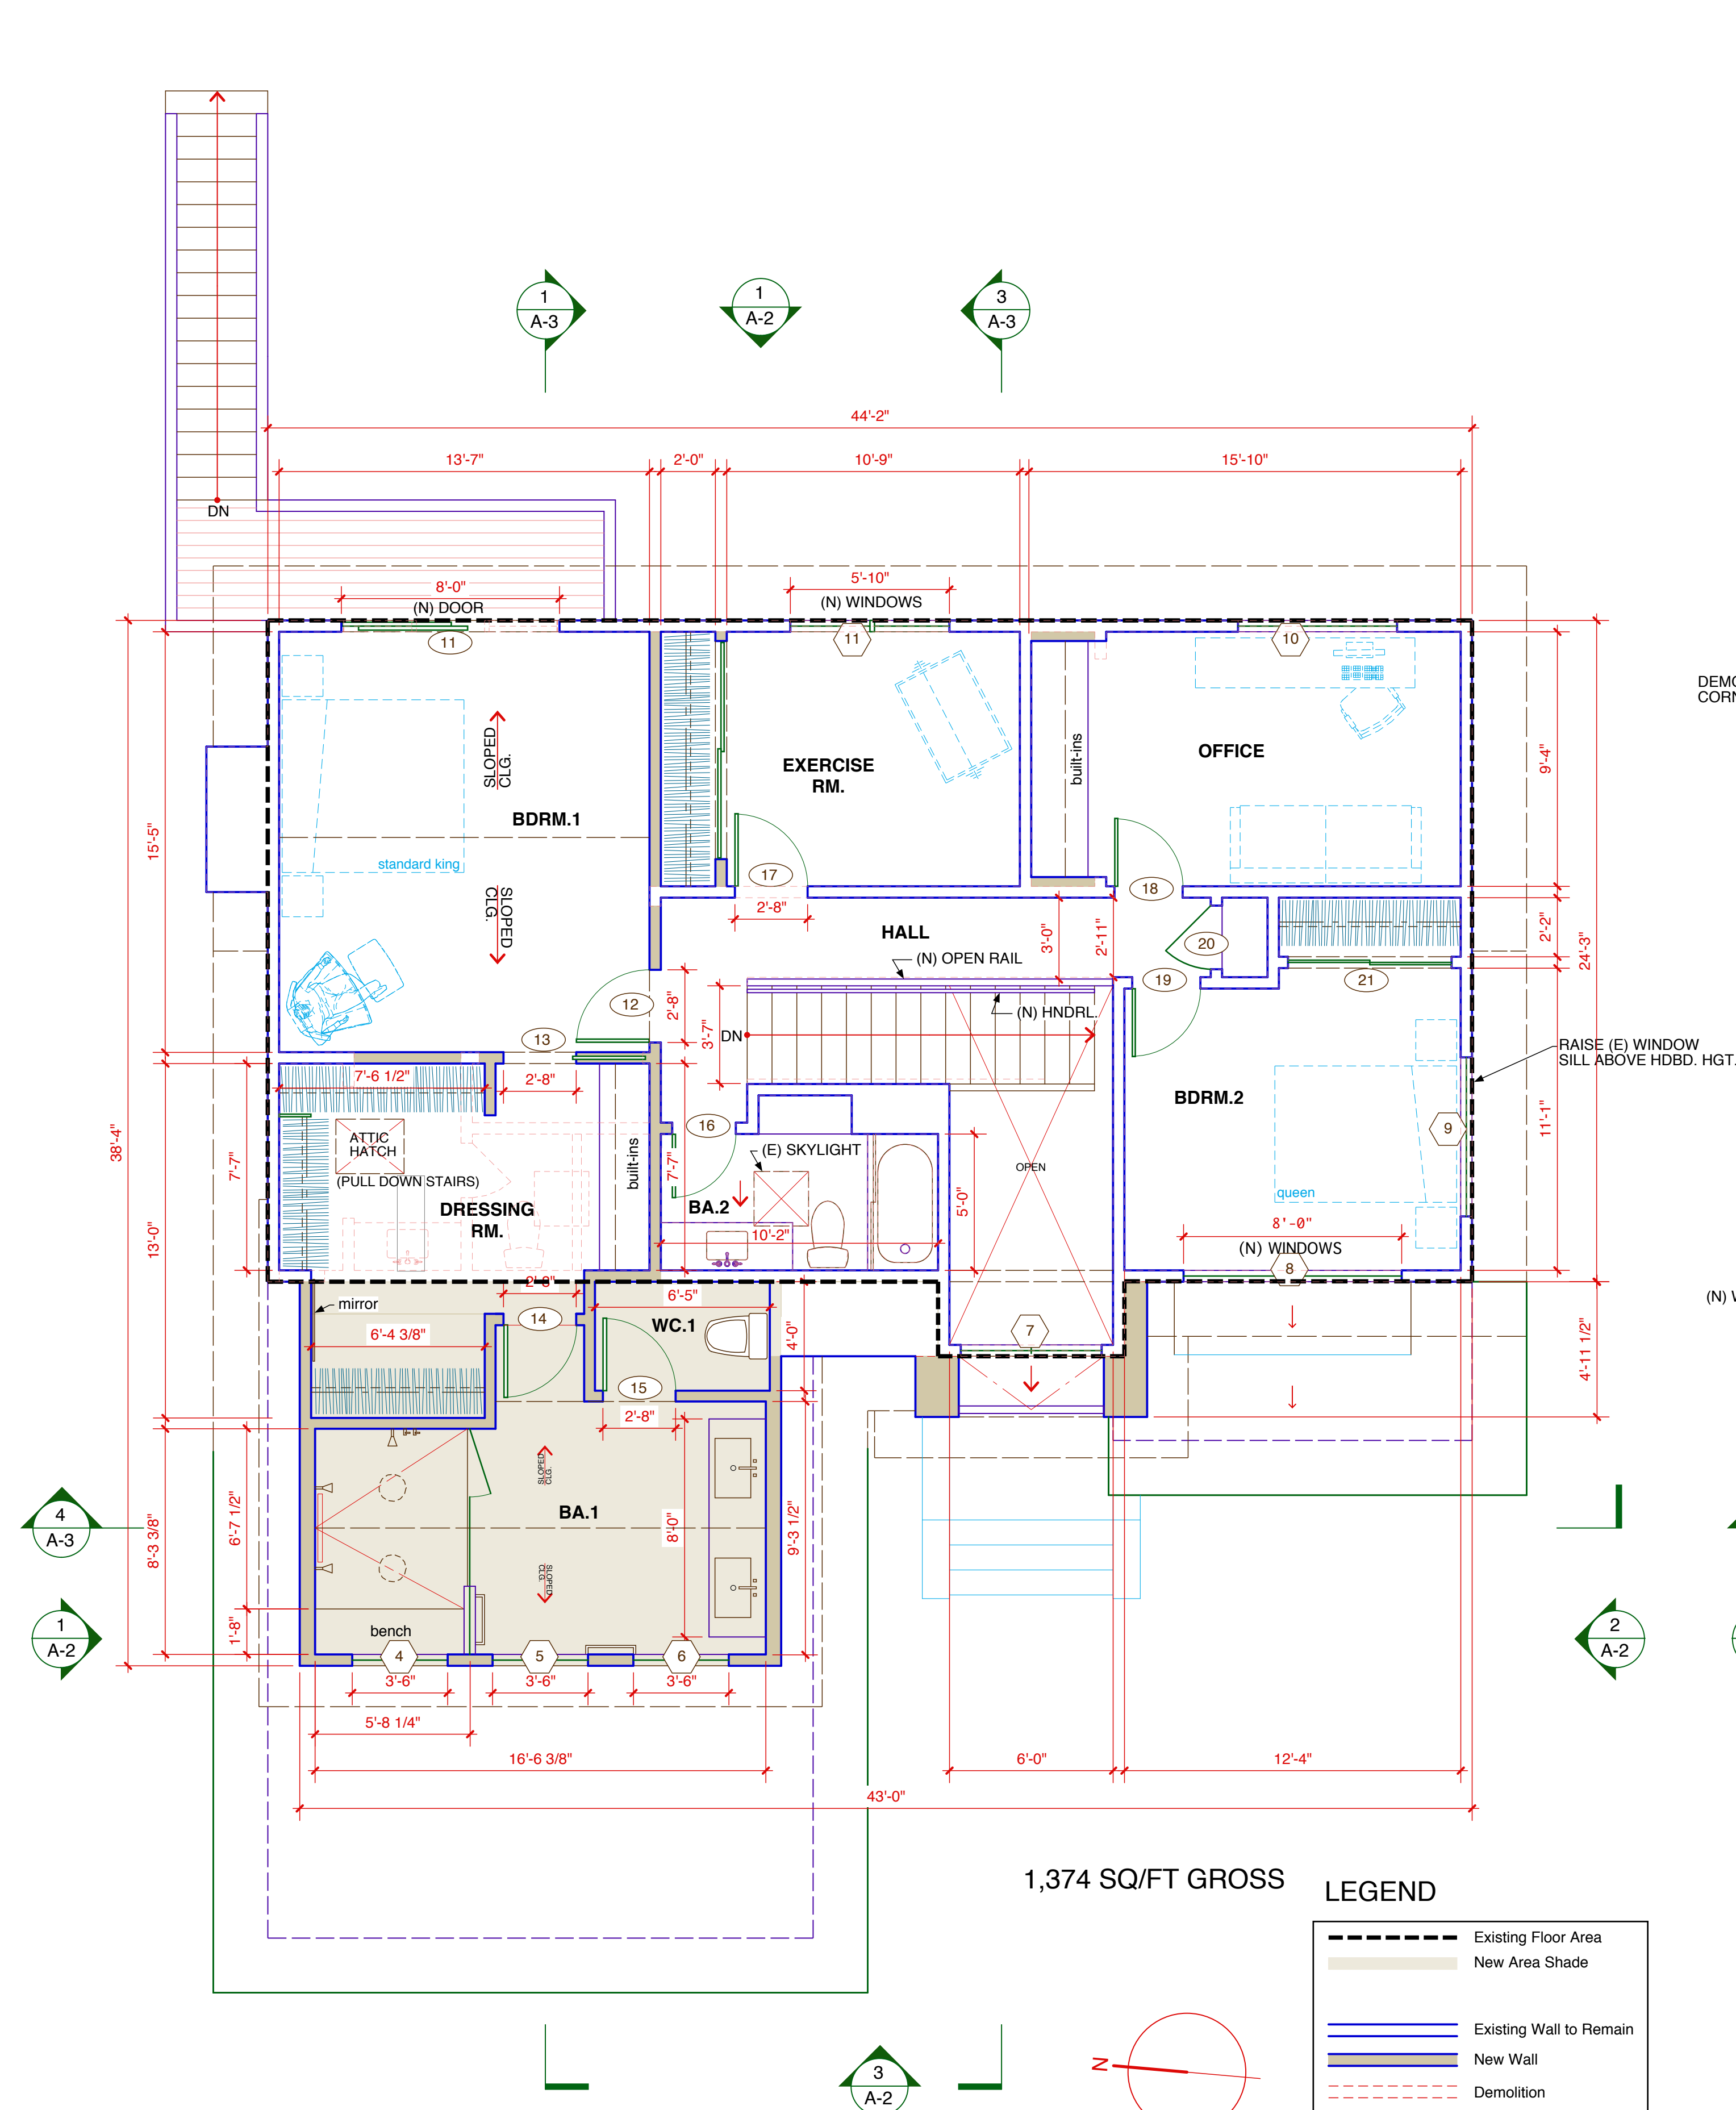 1
A-3
1
A-2
3
A-3
44'-2"
13'-7"
2'-0"
10'-9"
15'-10"
DN
8'-0"
(N) DOOR
5'-10"
(N) WINDOWS
11
11
10
SLOPED
CLG.
BDRM.1
standard king
SLOPED
CLG.
EXERCISE
RM.
built-ins
OFFICE
9'-4"
DEMO
CORN
15'-5"
17
2'-8"
18
HALL
3'-0"
2'-11"
20
2'-2"
24'-3"
(N) OPEN RAIL
12
2'-8"
19
21
13
3'-7"
DN
(N) HNDRL.
RAISE (E) WINDOW
SILL ABOVE HDBD. HGT.
7'-6 1/2"
2'-8"
BDRM.2
38'-4"
7'-7"
ATTIC
HATCH
(PULL DOWN STAIRS)
built-ins
16
7'-7"
(E) SKYLIGHT
9
11'-1"
OPEN
DRESSING
RM.
BA.2
10'-2"
5'-0"
queen
8'-0"
(N) WINDOWS
8
13'-0"
2'-8"
mirror
6'-5"
14
WC.1
4'-0"
6'-4 3/8"
7
4'-11 1/2"
(N) W
15
2'-8"
SLOPED
CLG.
BA.1
8'-0"
9'-3 1/2"
6'-7 1/2"
8'-3 3/8"
4
A-3
SLOPED
CLG.
1'-8"
bench
1
A-2
2
A-2
4
5
6
3'-6"
3'-6"
3'-6"
5'-8 1/4"
16'-6 3/8"
6'-0"
12'-4"
43'-0"
1,374 SQ/FT GROSS
LEGEND
Existing Floor Area
New Area Shade
Existing Wall to Remain
New Wall
Demolition
N
3
A-2